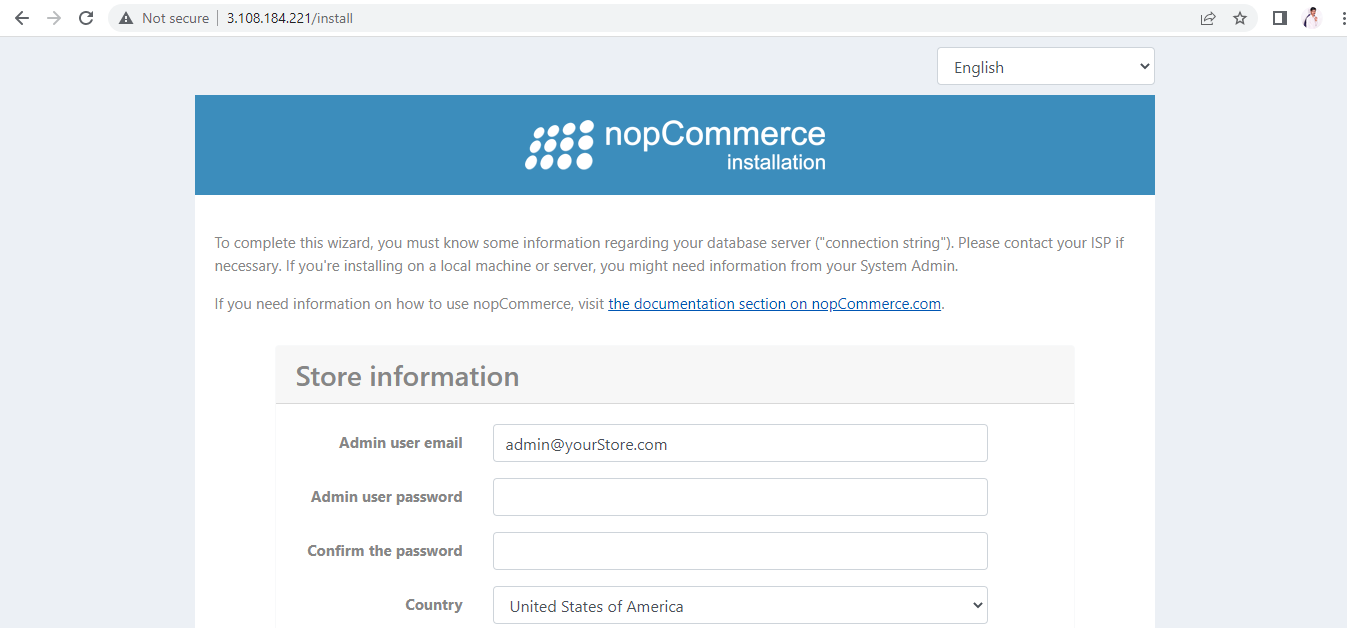 Not secure | 3.108.184.221/install
English
nopCommerce
installation
To complete this wizard, you must know some information regarding your database server ("connection string"). Please contact your ISP if
necessary. If you're installing on a local machine or server, you might need information from your System Admin.
If you need information on how to use nopCommerce, visit the documentation section on nopCommerce.com.
Store information
Admin user email admin@yourStore.com
Admin user password
Confirm the password
Country United States of America